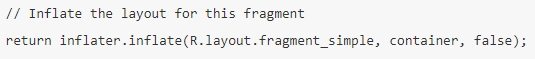 // Inflate the layout for this fragment
return inflater.inflate(R.layout.fragment_simple, container, false);